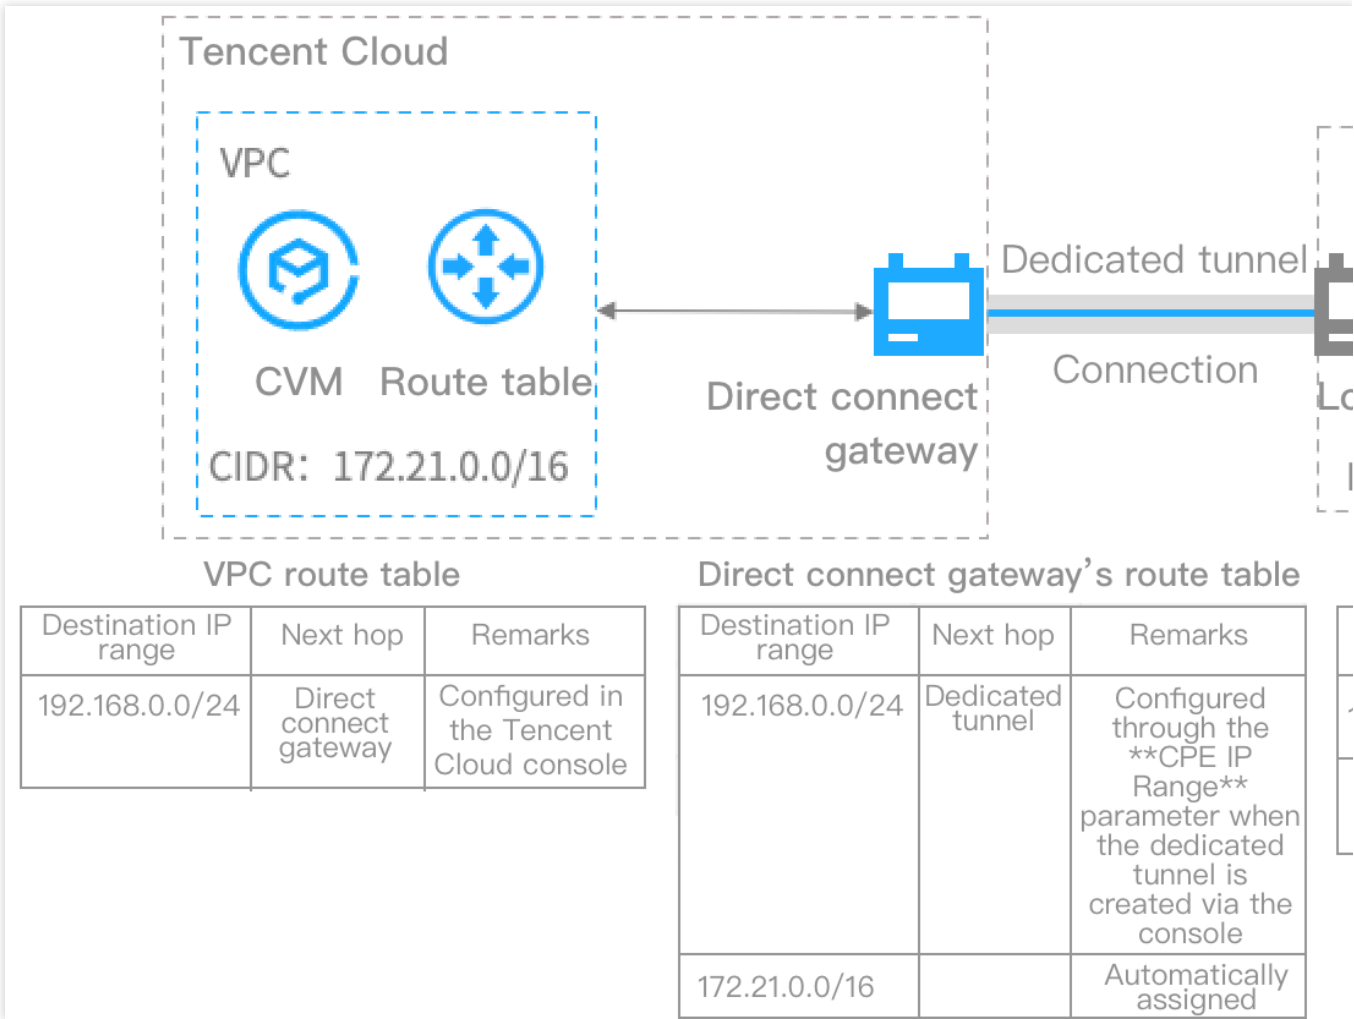 Tencent Cloud
VPC
CVM
Route table
CIDR: 172.21.0.0/16
Direct connect
gateway
Dedicated tunnel
Connection
VPC route table
Destination IP
range
Next hop
Remarks
192.168.0.0/24
Direct
connect
gateway
Configured in
the Tencent
Cloud console
Direct connect gateway's route table
Destination IP
range
Next hop
Remarks
192.168.0.0/24
Dedicated
tunnel
Configured
through the
**CPE IP
Range**
parameter when
the dedicated
tunnel is
created via the
console
172.21.0.0/16
Automatically
assigned